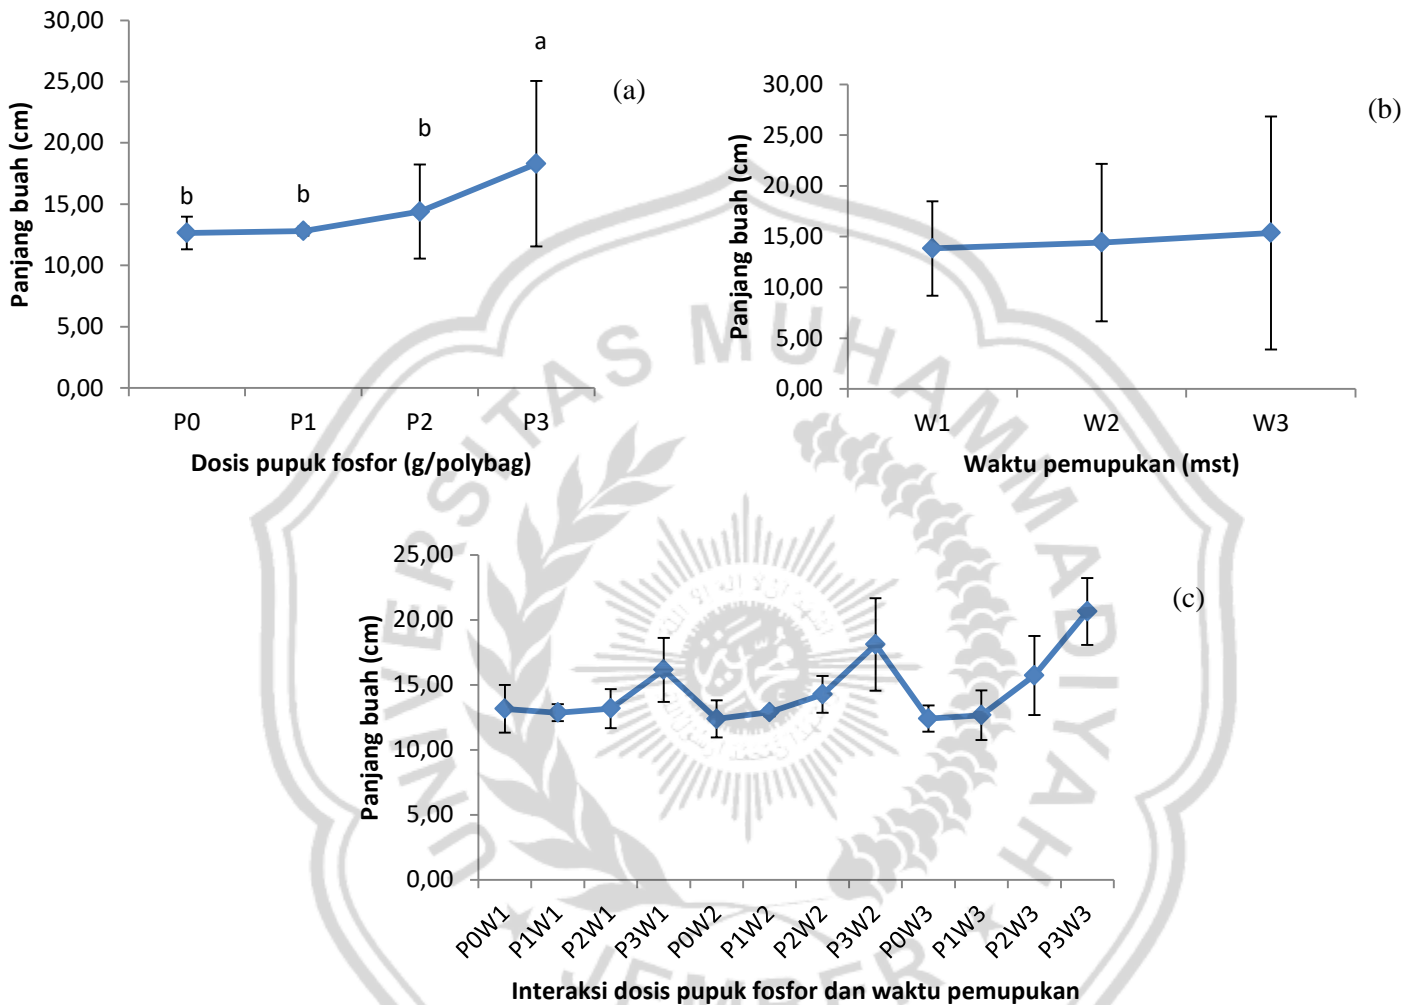 30,00
25,00
20,00
15,00
10,00
5,00
0,00
Panjang buah (cm)
b
b
b
a
(a)
P0 P1 P2 P3
Dosis pupuk fosfor (g/polybag)
30,00
25,00
20,00
15,00
10,00
5,00
0,00
Panjang buah (cm)
(b)
W1 W2 W3
Waktu pemupukan (mst)
25,00
20,00
15,00
10,00
5,00
0,00
Panjang buah (cm)
(c)
P0W1 P1W1 P2W1 P3W1 P0W2 P1W2 P2W2 P3W2 P0W3 P1W3 P2W3 P3W3
Interaksi dosis pupuk fosfor dan waktu pemupukan
UNIVERSITAS MUHAMMADIYAH
JEMBER